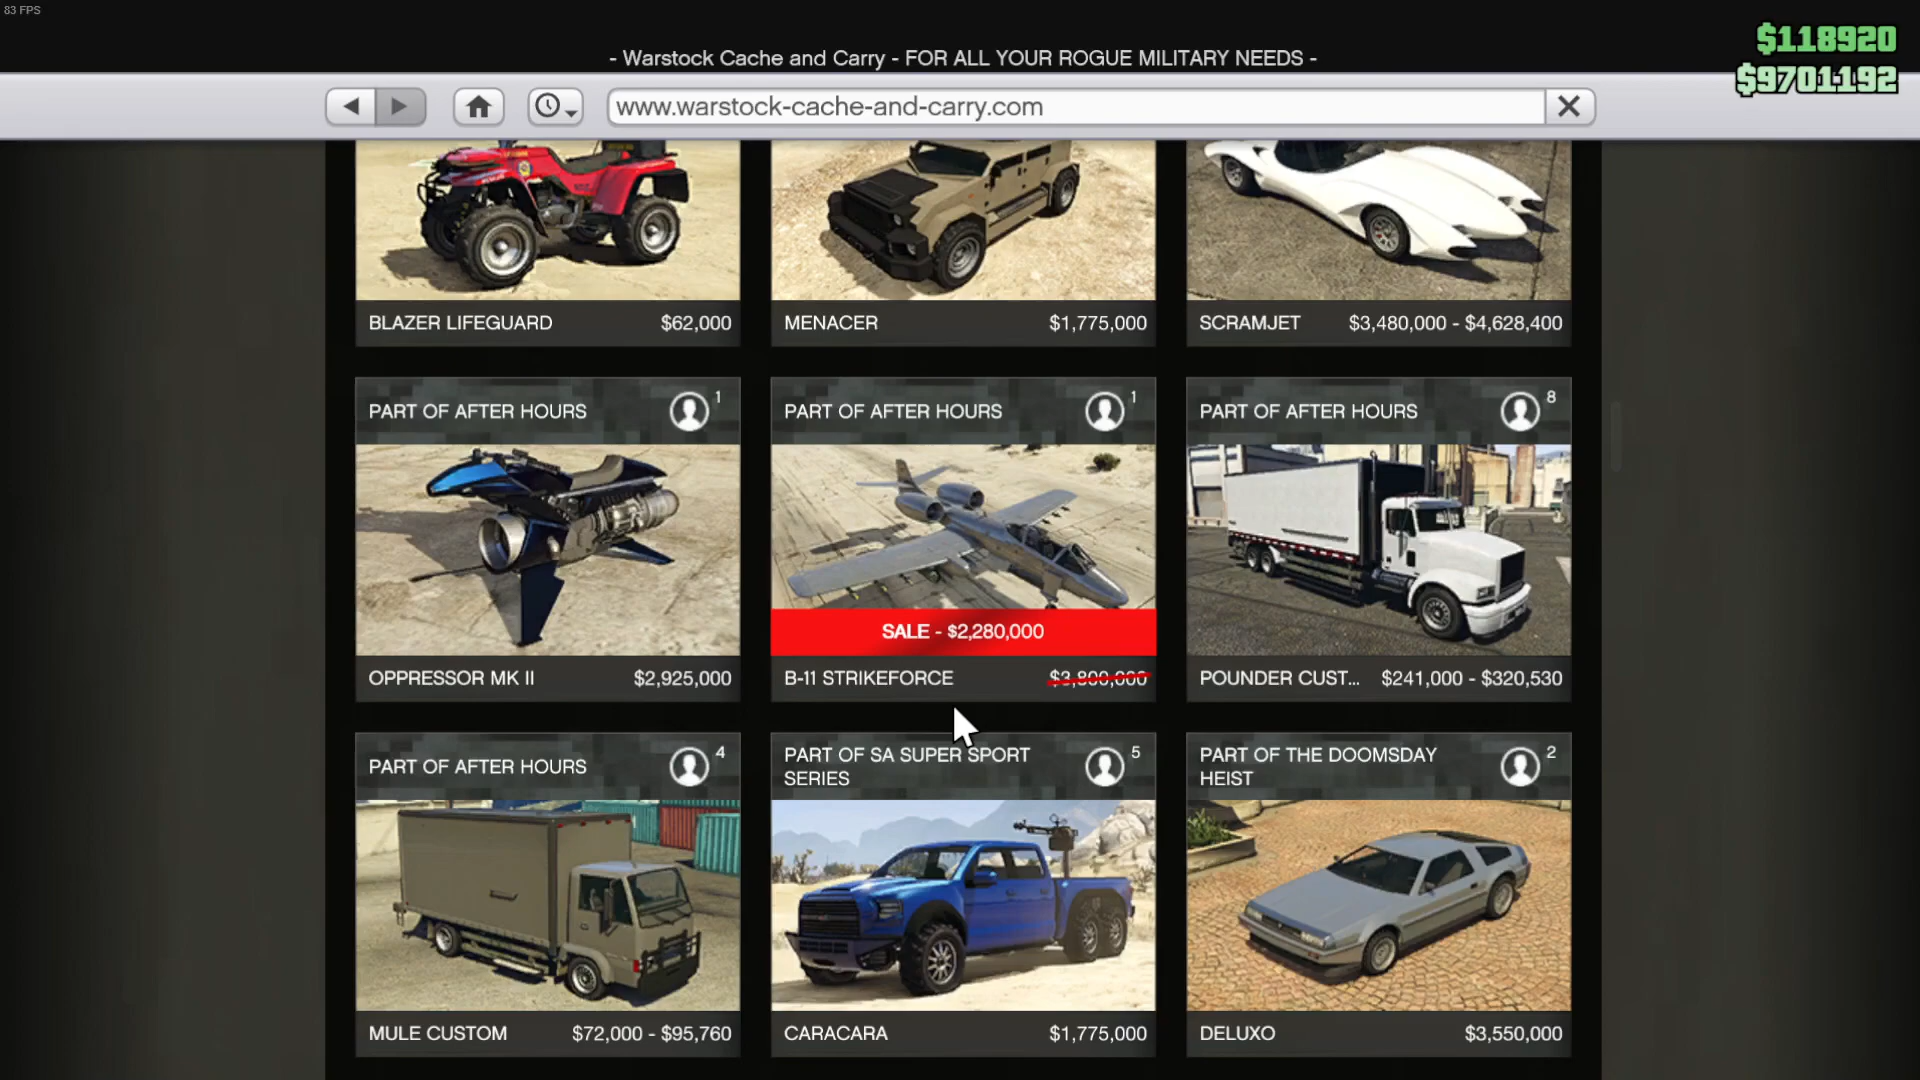 83 FPS
$118920
- Warstock Cache and Carry - FOR ALL YOUR ROGUE MILITARY NEEDS -
$9701192
www.warstock-cache-and-carry.com
BLAZER LIFEGUARD $62,000
MENACER $1,775,000
SCRAMJET $3,480,000 - $4,628,400
PART OF AFTER HOURS 1
PART OF AFTER HOURS 1
PART OF AFTER HOURS 8
SALE - $2,280,000
OPPRESSOR MK II $2,925,000
B-11 STRIKEFORCE $3,800,000
POUNDER CUST... $241,000 - $320,530
PART OF AFTER HOURS 4
PART OF SA SUPER SPORT
SERIES 5
PART OF THE DOOMSDAY
HEIST 2
MULE CUSTOM $72,000 - $95,760
CARACARA $1,775,000
DELUXO $3,550,000